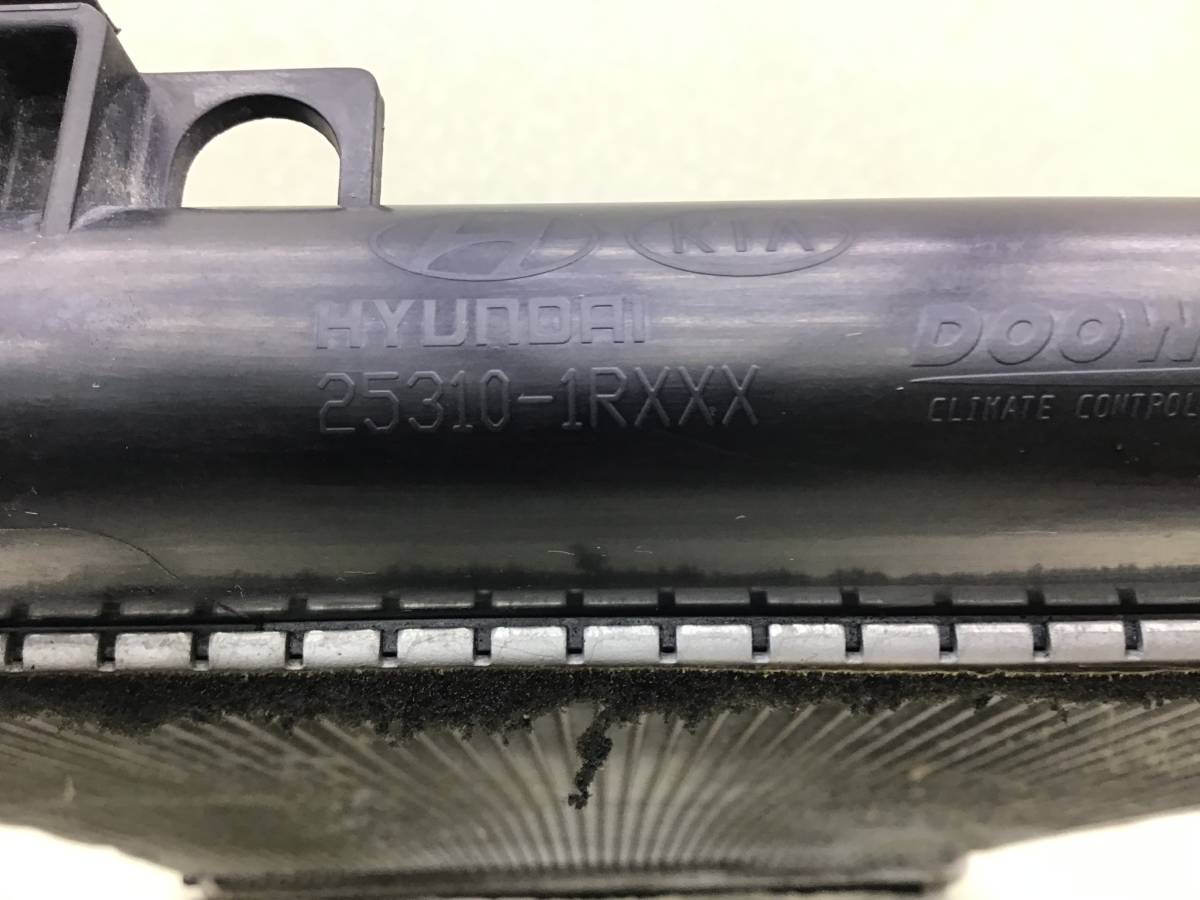 KIA
HYUNDAI
25310-1RXXX
DOOW
CLIMATE CONTROL